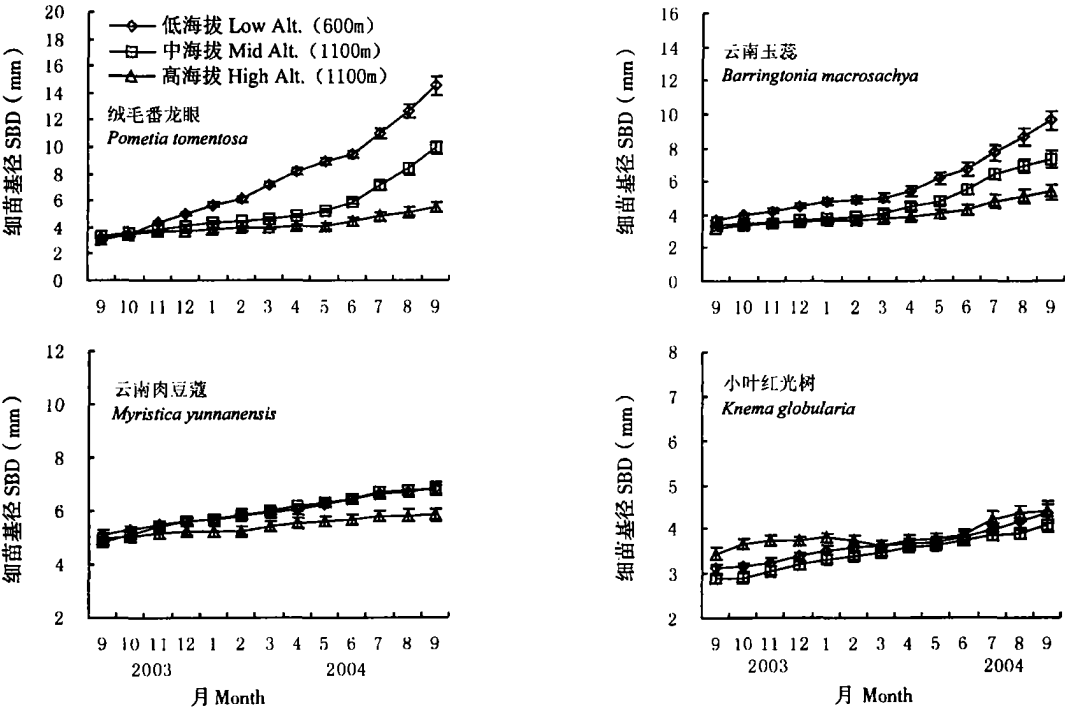 细苗基径 SBD（mm）
20
18
16
14
12
10
8
6
4
2
0
低海拔 Low Alt.（600m）
中海拔 Mid Alt.（1100m）
高海拔 High Alt.（1100m）
绒毛番龙眼
Pometia tomentosa
9 10 11 12 1 2 3 4 5 6 7 8 9
细苗基径 SBD（mm）
16
14
12
10
8
6
4
2
0
云南玉蕊
Barringtonia macrosachya
9 10 11 12 1 2 3 4 5 6 7 8 9
细苗基径 SBD（mm）
12
10
8
6
4
2
云南肉豆蔻
Myristica yunnanensis
9 10 11 12 1 2 3 4 5 6 7 8 9
2003 2004
月 Month
细苗基径 SBD（mm）
8
7
6
5
4
3
2
小叶红光树
Knema globularia
9 10 11 12 1 2 3 4 5 6 7 8 9
2003 2004
月 Month